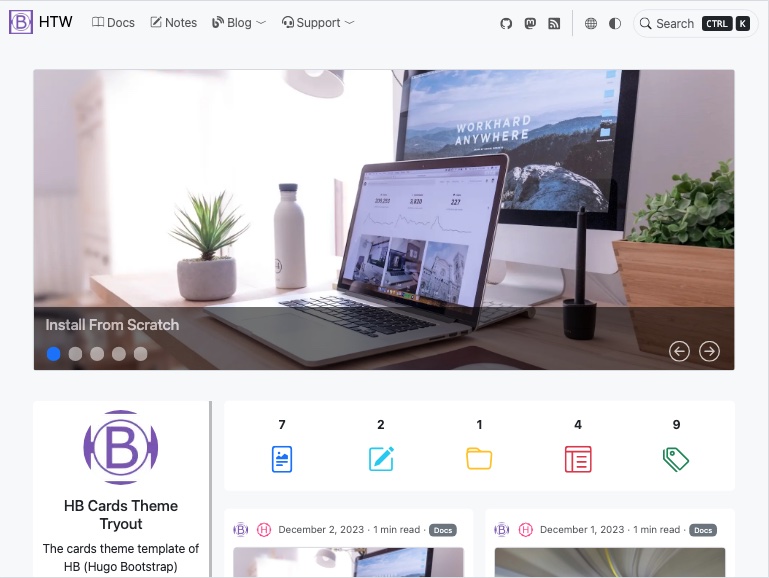 HTW
Docs
Notes
Blog
Support
Search CTRL K
WORKHARD
ANYWHERE
Install From Scratch
7 2 1 4 9
B
HB Cards Theme
Tryout
The cards theme template of
HB (Hugo Bootstrap)
December 2, 2023 · 1 min read · Docs
December 1, 2023 · 1 min read · Docs